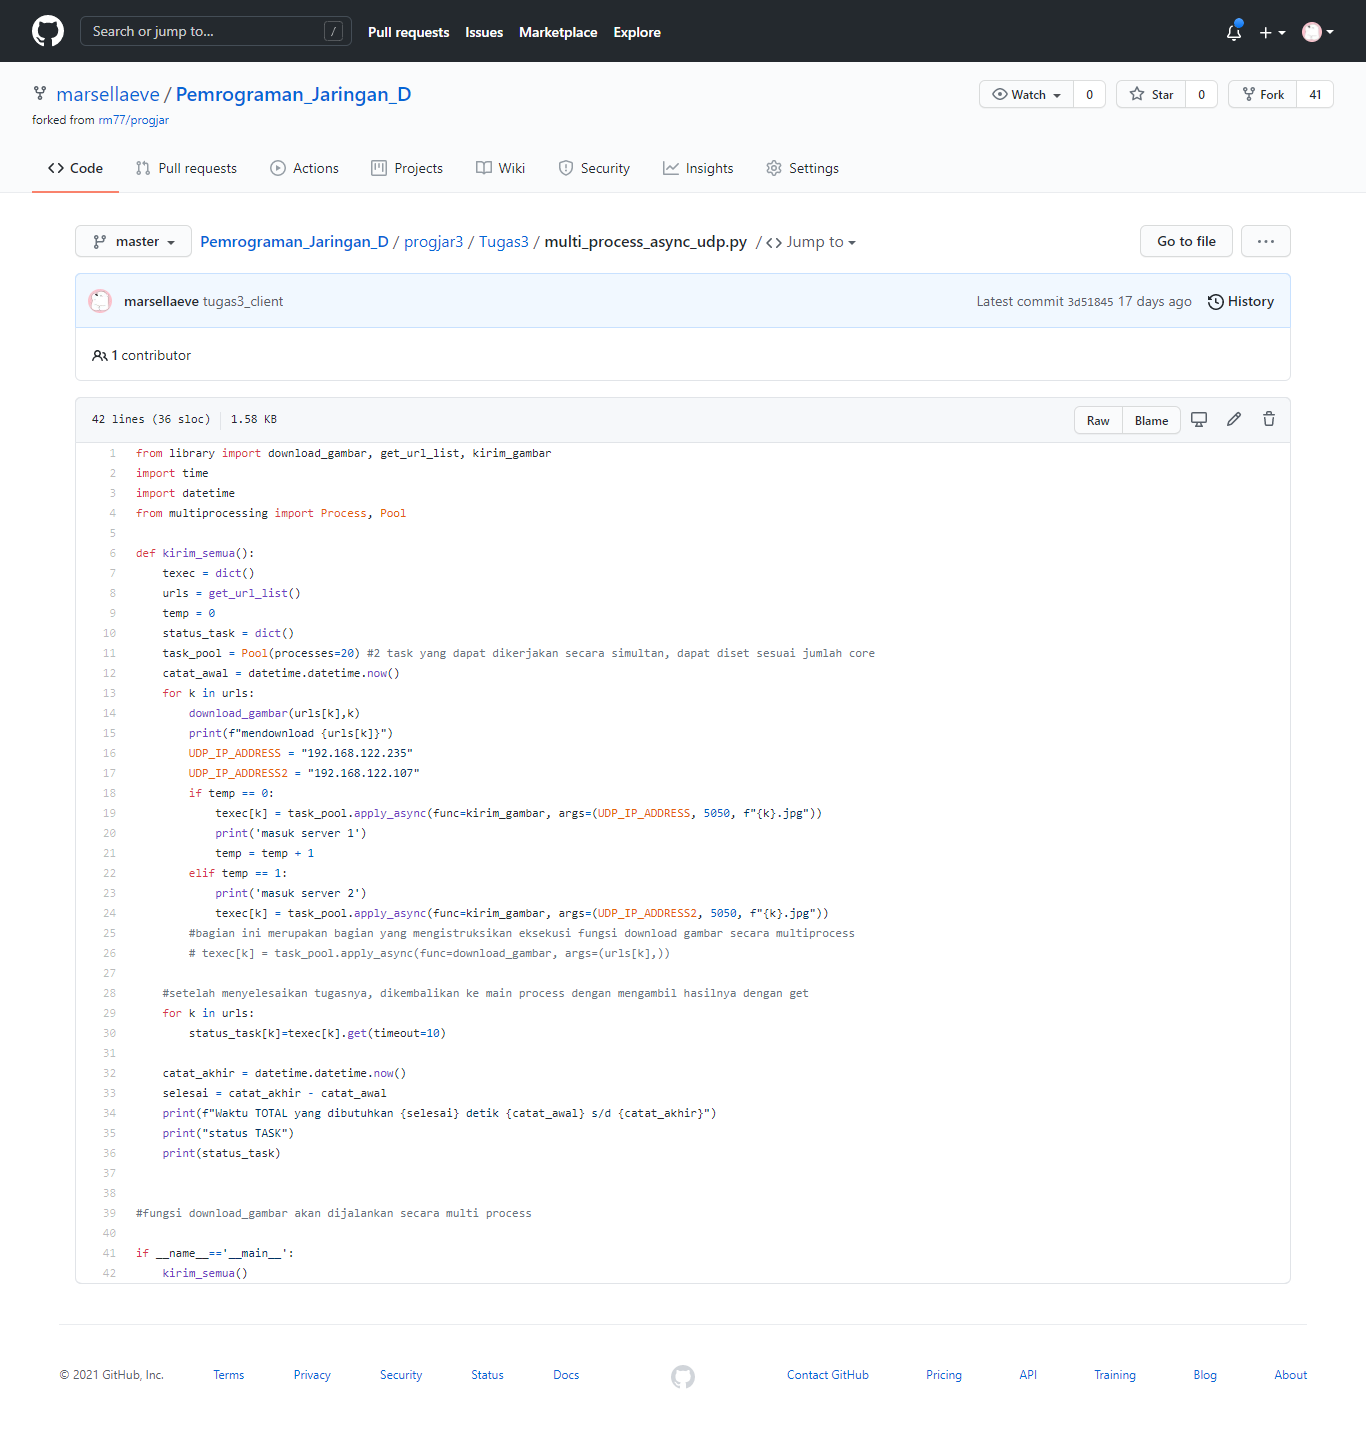 Search or jump to... /
Pull requests Issues Marketplace Explore
marsellaeve / Pemrograman_Jaringan_D
Watch 0 Star 0 Fork 41
forked from rm77/progjar
Code Pull requests Actions Projects Wiki Security Insights Settings
master Pemrograman_Jaringan_D / progjar3 / Tugas3 / multi_process_async_udp.py / <> Jump to Go to file ...
marsellaeve tugas3_client Latest commit 3d51845 17 days ago History
1 contributor
42 lines (36 sloc) 1.58 KB Raw Blame
1 from library import download_gambar, get_url_list, kirim_gambar
2 import time
3 import datetime
4 from multiprocessing import Process, Pool
5
6 def kirim_semua():
7     texec = dict()
8     urls = get_url_list()
9     temp = 0
10     status_task = dict()
11     task_pool = Pool(processes=20) #2 task yang dapat dikerjakan secara simultan, dapat diset sesuai jumlah core
12     catat_awal = datetime.datetime.now()
13     for k in urls:
14         download_gambar(urls[k],k)
15         print(f"mendownload {urls[k]}")
16         UDP_IP_ADDRESS = "192.168.122.235"
17         UDP_IP_ADDRESS2 = "192.168.122.107"
18         if temp == 0:
19             texec[k] = task_pool.apply_async(func=kirim_gambar, args=(UDP_IP_ADDRESS, 5050, f"{k}.jpg"))
20             print('masuk server 1')
21             temp = temp + 1
22         elif temp == 1:
23             print('masuk server 2')
24             texec[k] = task_pool.apply_async(func=kirim_gambar, args=(UDP_IP_ADDRESS2, 5050, f"{k}.jpg"))
25         #bagian ini merupakan bagian yang mengistruksikan eksekusi fungsi download gambar secara multiprocess
26         # texec[k] = task_pool.apply_async(func=download_gambar, args=(urls[k],))
27
28     #setelah menyelesaikan tugasnya, dikembalikan ke main process dengan mengambil hasilnya dengan get
29     for k in urls:
30         status_task[k]=texec[k].get(timeout=10)
31
32     catat_akhir = datetime.datetime.now()
33     selesai = catat_akhir - catat_awal
34     print(f"Waktu TOTAL yang dibutuhkan {selesai} detik {catat_awal} s/d {catat_akhir}")
35     print("status TASK")
36     print(status_task)
37
38
39 #fungsi download_gambar akan dijalankan secara multi process
40
41 if __name__=='__main__':
42     kirim_semua()
© 2021 GitHub, Inc. Terms Privacy Security Status Docs Contact GitHub Pricing API Training Blog About